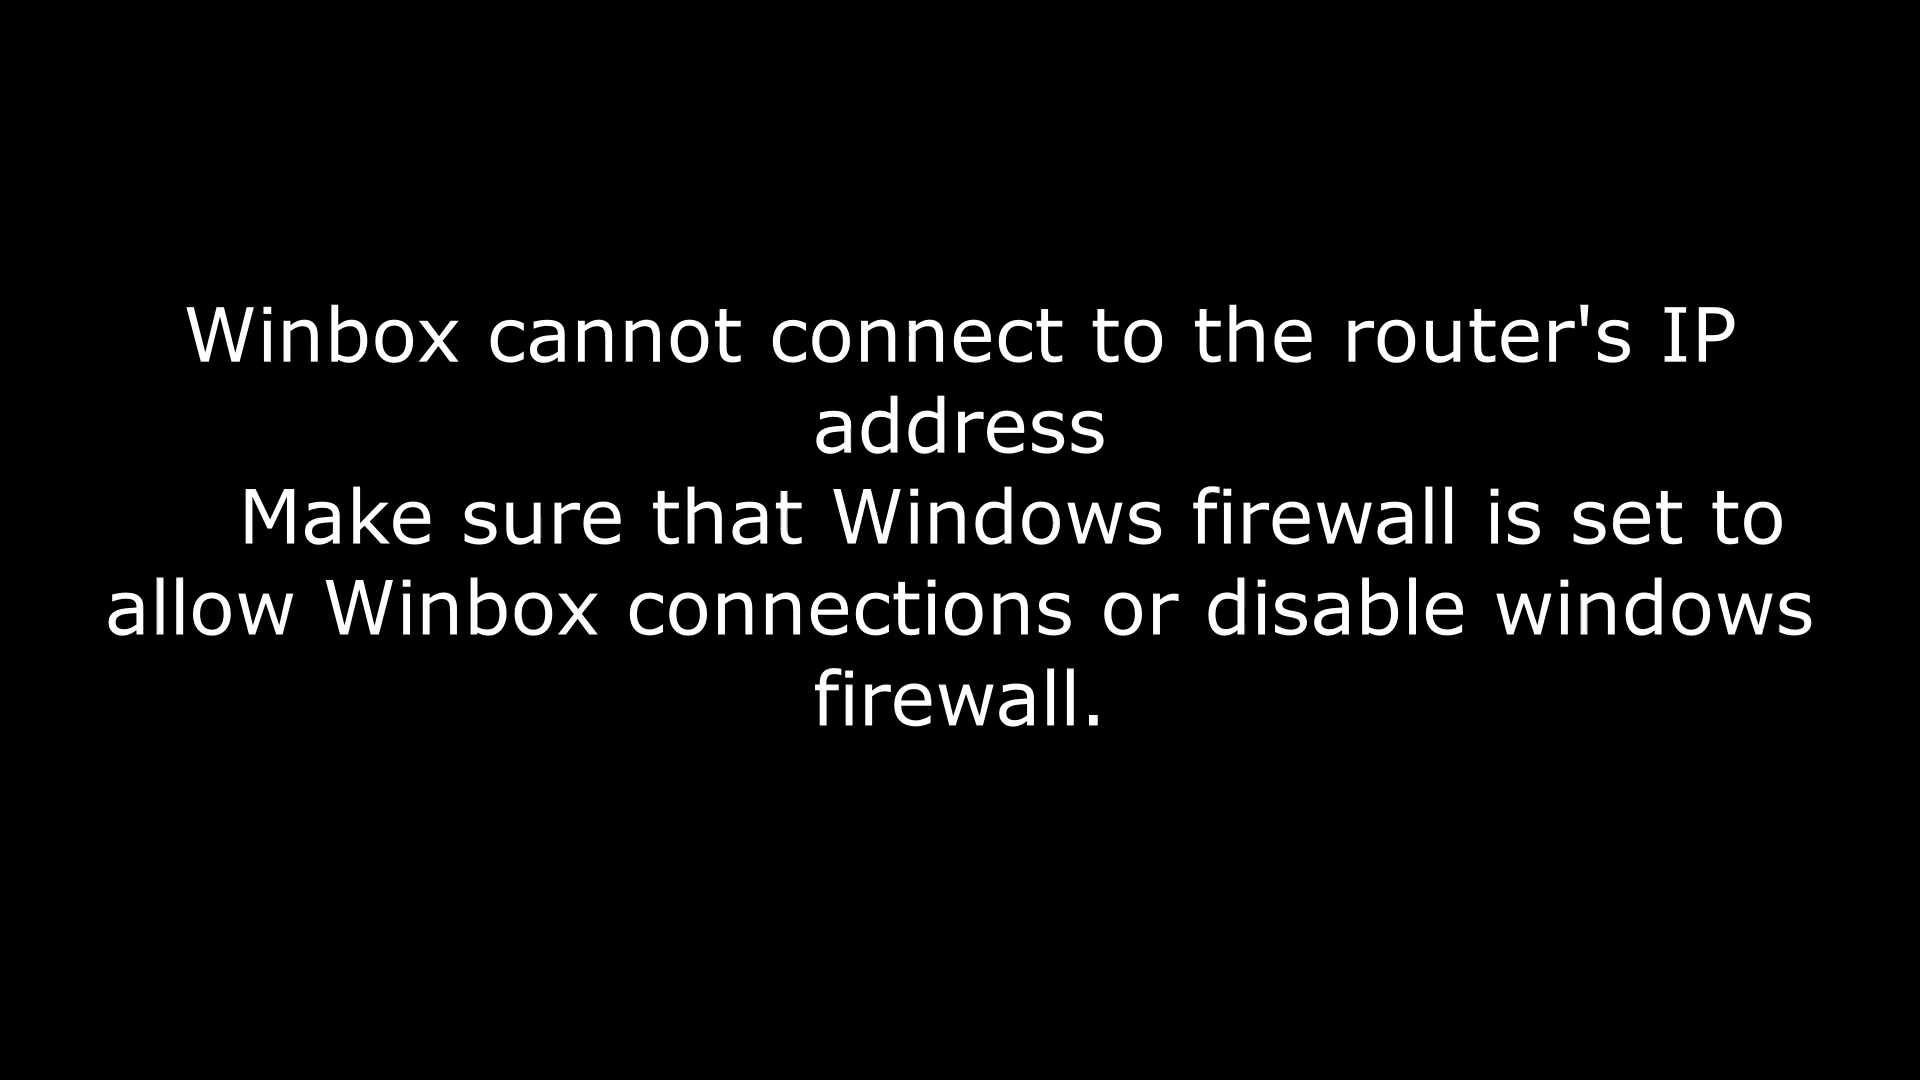 Winbox cannot connect to the router's IP
address
Make sure that Windows firewall is set to
allow Winbox connections or disable windows
firewall.